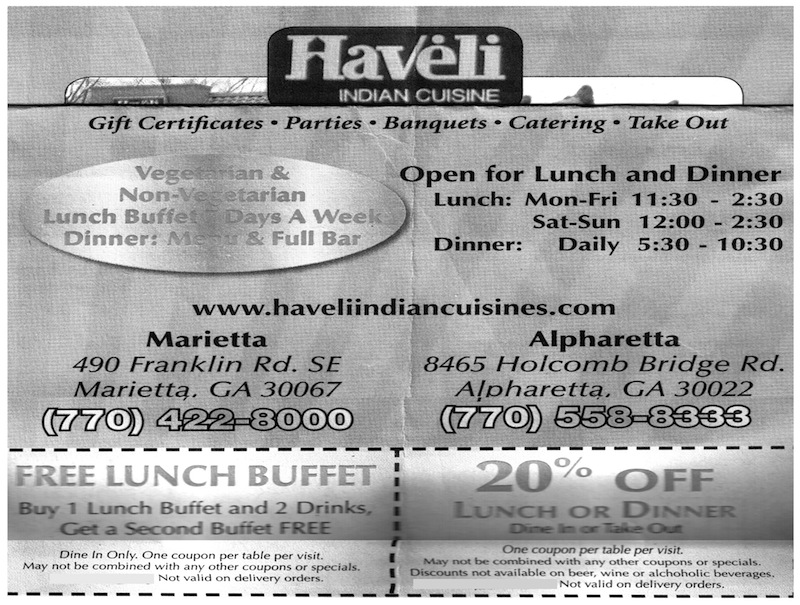 Havéli
INDIAN CUISINE
Gift Certificates • Parties • Banquets • Catering • Take Out
Vegetarian &
Non-Vegetarian
Lunch Buffet Days A Week
Dinner: Menu & Full Bar
Open for Lunch and Dinner
Lunch: Mon-Fri 11:30 - 2:30
Sat-Sun 12:00 - 2:30
Dinner: Daily 5:30 - 10:30
www.haveliindiancuisines.com
Marietta
490 Franklin Rd. SE
Marietta, GA 30067
(770) 422-8000
Alpharetta
8465 Holcomb Bridge Rd.
Alpharetta, GA 30022
(770) 558-8333
FREE LUNCH BUFFET
Buy 1 Lunch Buffet and 2 Drinks,
Get a Second Buffet FREE
Dine In Only. One coupon per table per visit.
May not be combined with any other coupons or specials.
Not valid on delivery orders.
20% OFF
LUNCH OR DINNER
Dine In or Take Out
One coupon per table per visit.
May not be combined with any other coupons or specials.
Discounts not available on beer, wine or alchoholic beverages.
Not valid on delivery orders.